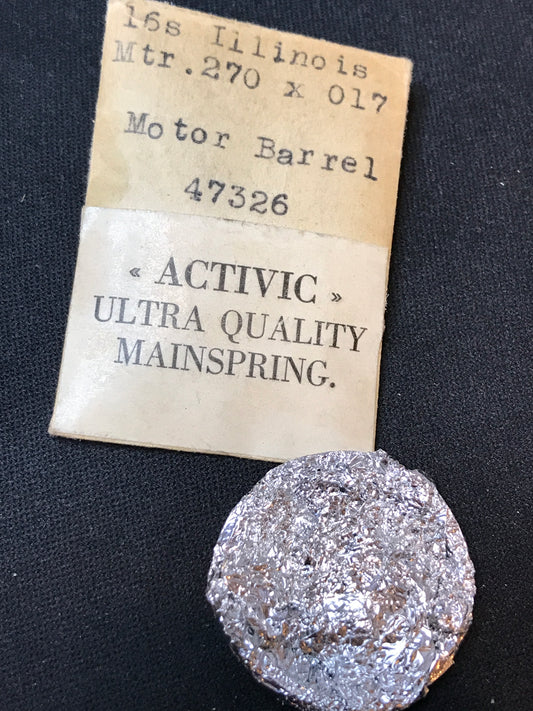 16s Illinois
Mtr.270 x 017
Motor Barrel
47326
« ACTIVIC »
ULTRA QUALITY
MAINSPRING.